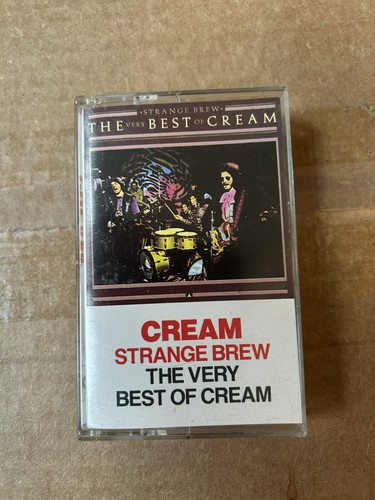 ·STRANGE BREW·
THE VERY BEST OF CREAM
CREAM
STRANGE BREW
THE VERY
BEST OF CREAM